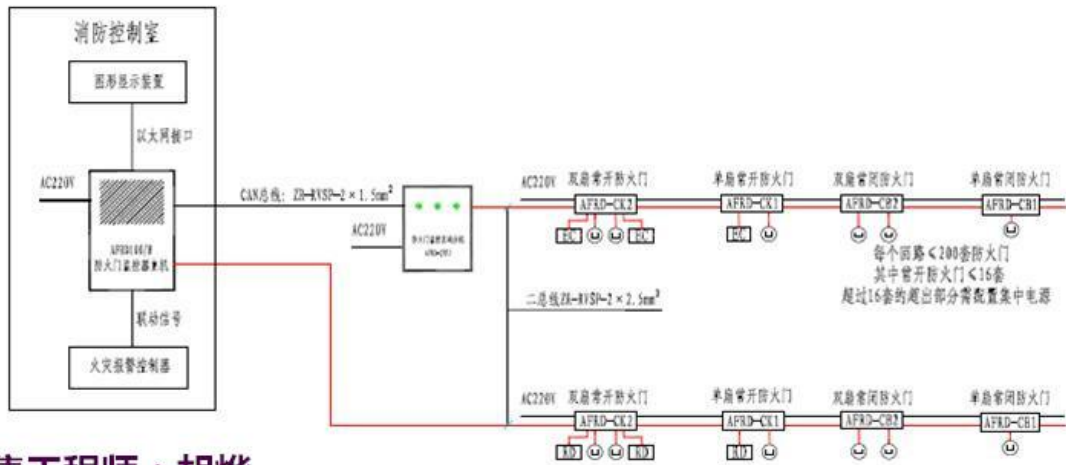 消防控制室
图形显示装置
以太网接口
AC220V
AFRD100/B
防火门监控器主机
联动信号
火灾报警控制器
CAN总线: ZR-RVSP-2×1.5mm²
AC220V
AC220V 双扇常开防火门 单扇常开防火门 双扇常闭防火门 单扇常闭防火门
AFRD-CK2 AFRD-CK1 AFRD-CB2 AFRD-CB1
EC EC EC
每个回路≤200套防火门
其中常开防火门≤16套
超过16套的超出部分需配置集中电源
二总线ZR-RVSP-2×2.5mm²
AC220V 双扇常开防火门 单扇常开防火门 双扇常闭防火门 单扇常闭防火门
AFRD-CK2 AFRD-CK1 AFRD-CB2 AFRD-CB1
RD RD RD